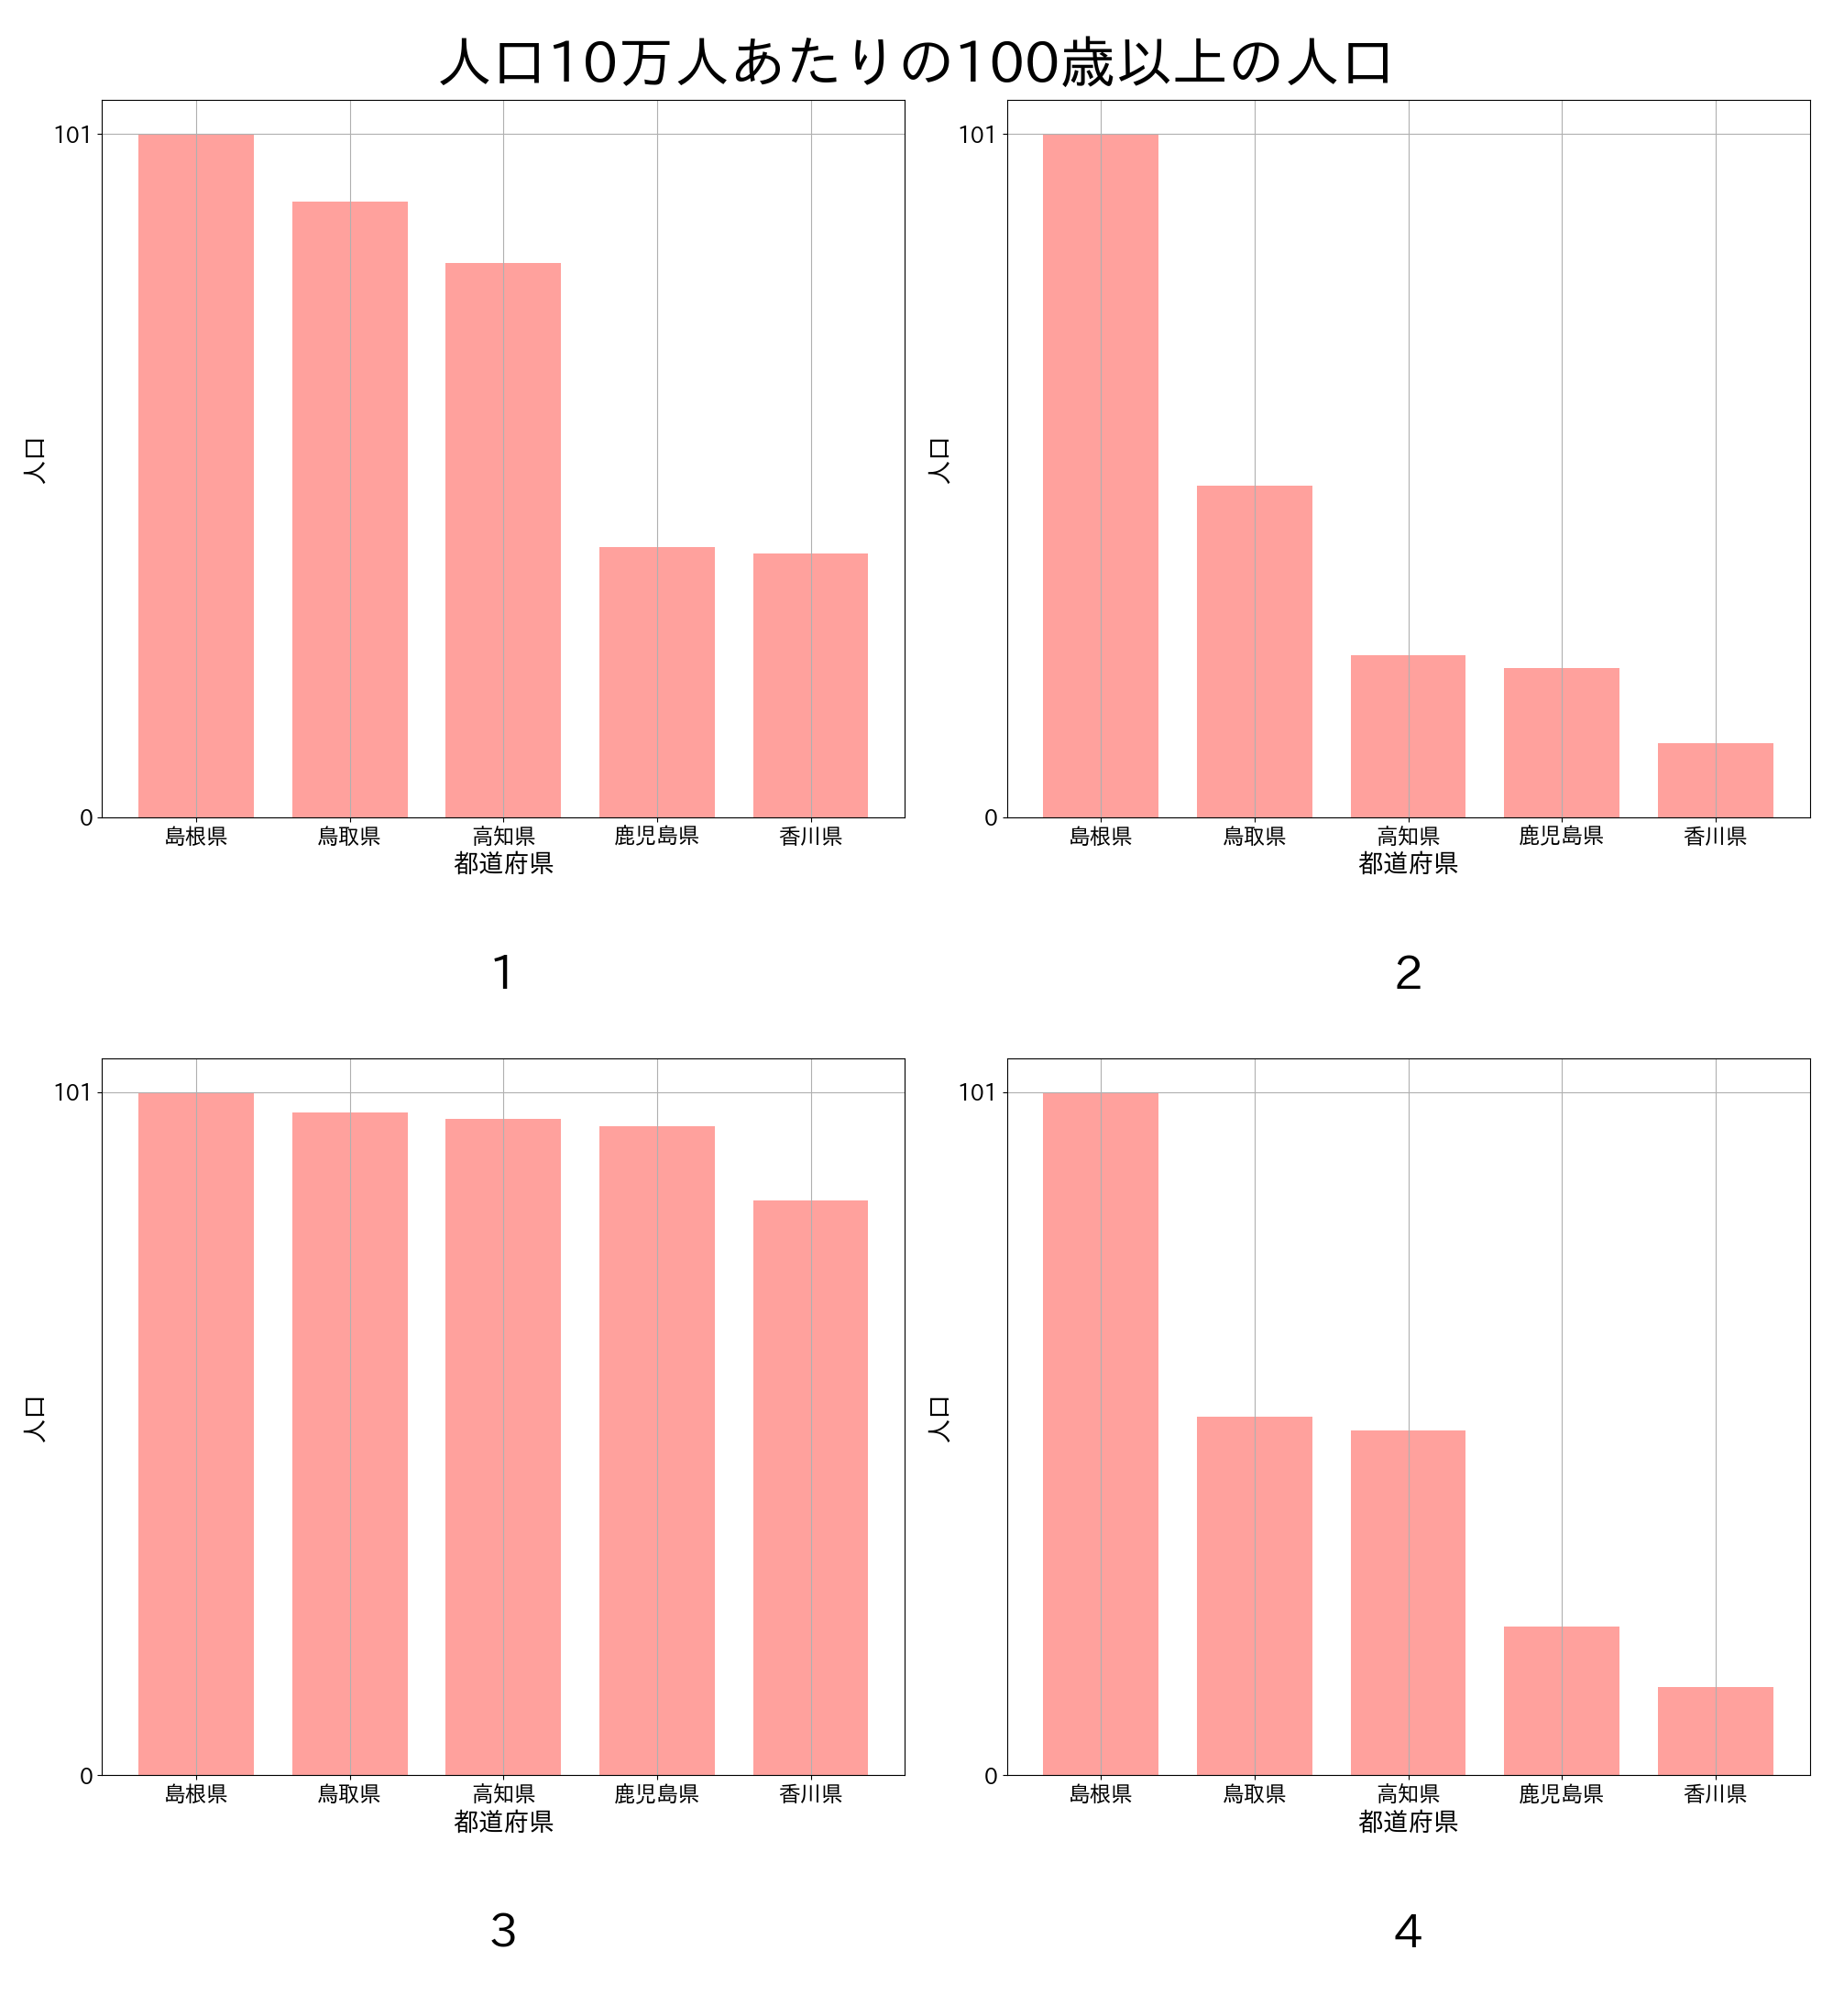 人口10万人あたりの100歳以上の人口
101
人口
0
島根県 鳥取県 高知県 鹿児島県 香川県
都道府県
1
101
人口
0
島根県 鳥取県 高知県 鹿児島県 香川県
都道府県
2
101
人口
0
島根県 鳥取県 高知県 鹿児島県 香川県
都道府県
3
101
人口
0
島根県 鳥取県 高知県 鹿児島県 香川県
都道府県
4